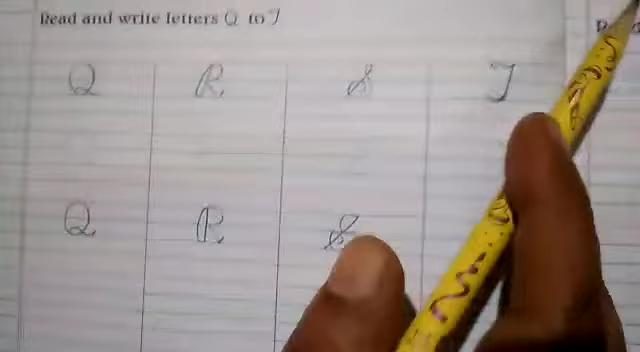 Read and write letters Q to T
Q R S T
Q R S